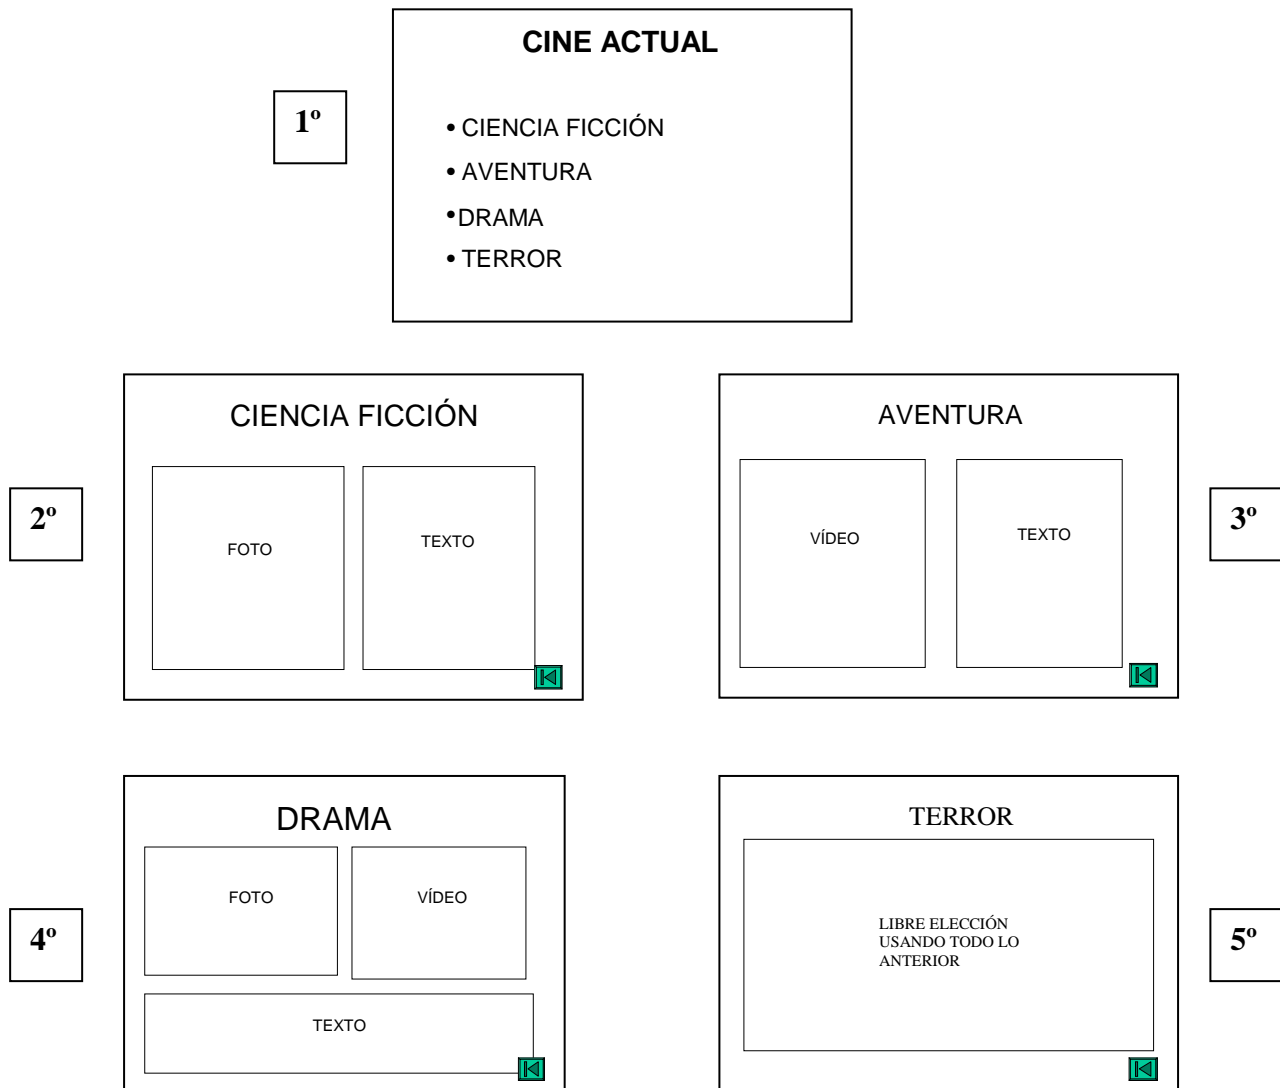 CINE ACTUAL
1º
• CIENCIA FICCIÓN
• AVENTURA
•DRAMA
• TERROR
CIENCIA FICCIÓN
2º
FOTO
TEXTO
AVENTURA
3º
VÍDEO
TEXTO
DRAMA
4º
FOTO
VÍDEO
TEXTO
TERROR
5º
LIBRE ELECCIÓN
USANDO TODO LO
ANTERIOR